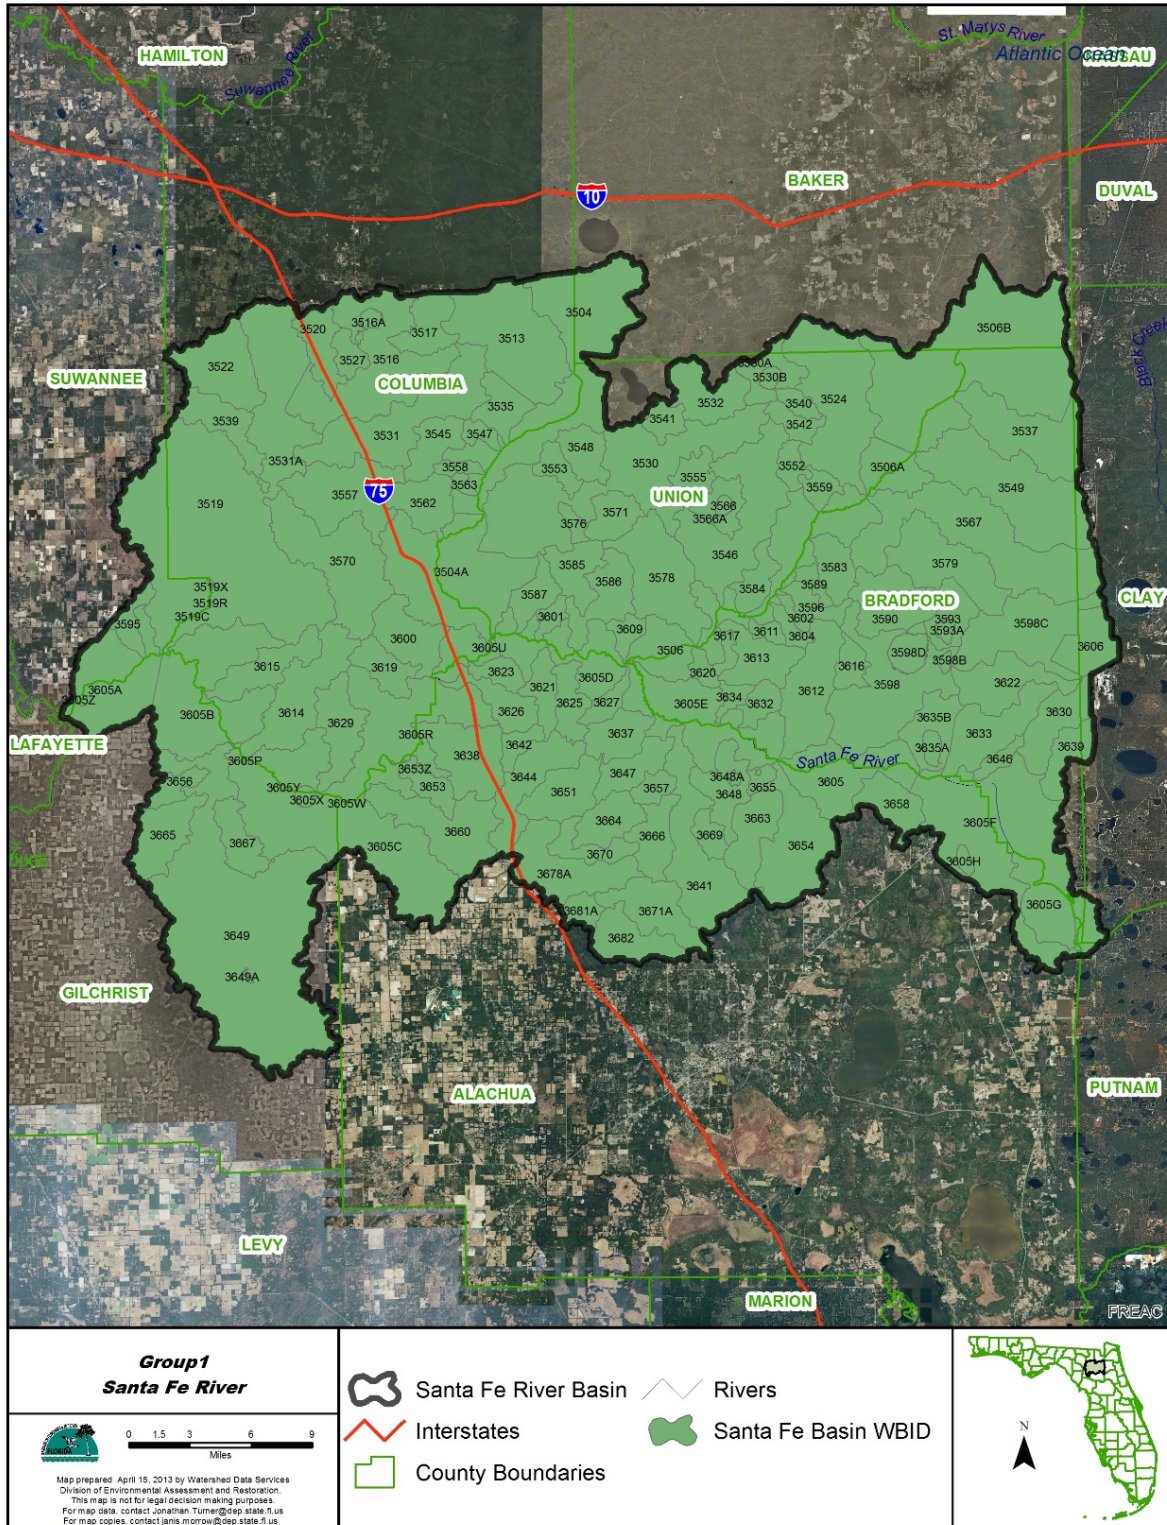 St. Marys River
Atlantic Ocean
HAMILTON
NASSAU
Suwannee River
BAKER
DUVAL
10
3504
3520
3516A
3517
3513
3506B
Black Creek
3527
3516
3522
SUWANNEE
COLUMBIA
3530A
3530B
3535
3532
3540
3524
3539
3541
3542
3531
3545
3547
3548
3537
3531A
3558
3553
3530
3552
3506A
3563
3555
3559
3549
75
3557
3519
3562
UNION
3566
3566A
3571
3576
3567
3546
3570
3504A
3585
3586
3578
3583
3579
3519X
3584
3589
3519R
3587
3596
BRADFORD
CLAY
3519C
3595
3601
3602
3590
3593
3598C
3609
3617
3611
3604
3593A
3600
3605U
3506
3598D
3598B
3606
3615
3619
3623
3605D
3620
3613
3616
3605Z
3605A
3621
3598
3622
3605B
3614
3629
3626
3625
3627
3605E
3634
3632
3612
3635B
3630
LAFAYETTE
3605R
3642
3637
3635A
3633
3639
3605P
3638
Santa Fe River
3646
3656
3605Y
3653Z
3644
3647
3648A
3605X
3605W
3653
3651
3657
3648
3655
3605
3658
3665
3667
3660
3664
3666
3669
3663
3605F
DIXIE
3605C
3670
3654
3605H
3678A
3641
3649
3681A
3671A
3605G
3682
3649A
GILCHRIST
ALACHUA
PUTNAM
LEVY
MARION
FREAC
Group1
Santa Fe River
Santa Fe River Basin
Rivers
Interstates
Santa Fe Basin WBID
County Boundaries
N
FLORIDA
0 1.5 3 6 9
Miles
Map prepared April 15, 2013 by Watershed Data Services
Division of Environmental Assessment and Restoration.
This map is not for legal decision making purposes.
For map data, contact Jonathan.Turner@dep.state.fl.us
For map copies, contact janis.morrow@dep.state.fl.us